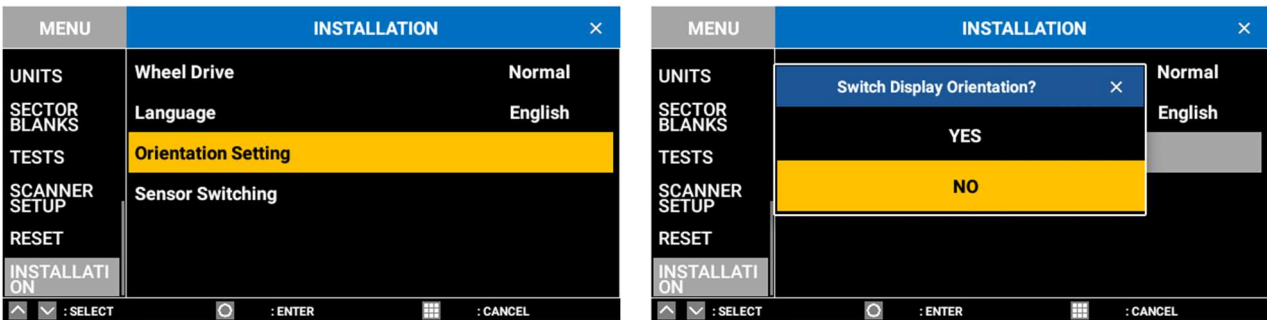 MENU
INSTALLATION ×
UNITS
SECTOR
BLANKS
TESTS
SCANNER
SETUP
RESET
INSTALLATI
ON
Wheel Drive Normal
Language English
Orientation Setting
Sensor Switching
: SELECT : ENTER : CANCEL
MENU
INSTALLATION ×
UNITS
SECTOR
BLANKS
TESTS
SCANNER
SETUP
RESET
INSTALLATI
ON
Normal
English
Switch Display Orientation? ×
YES
NO
: SELECT : ENTER : CANCEL